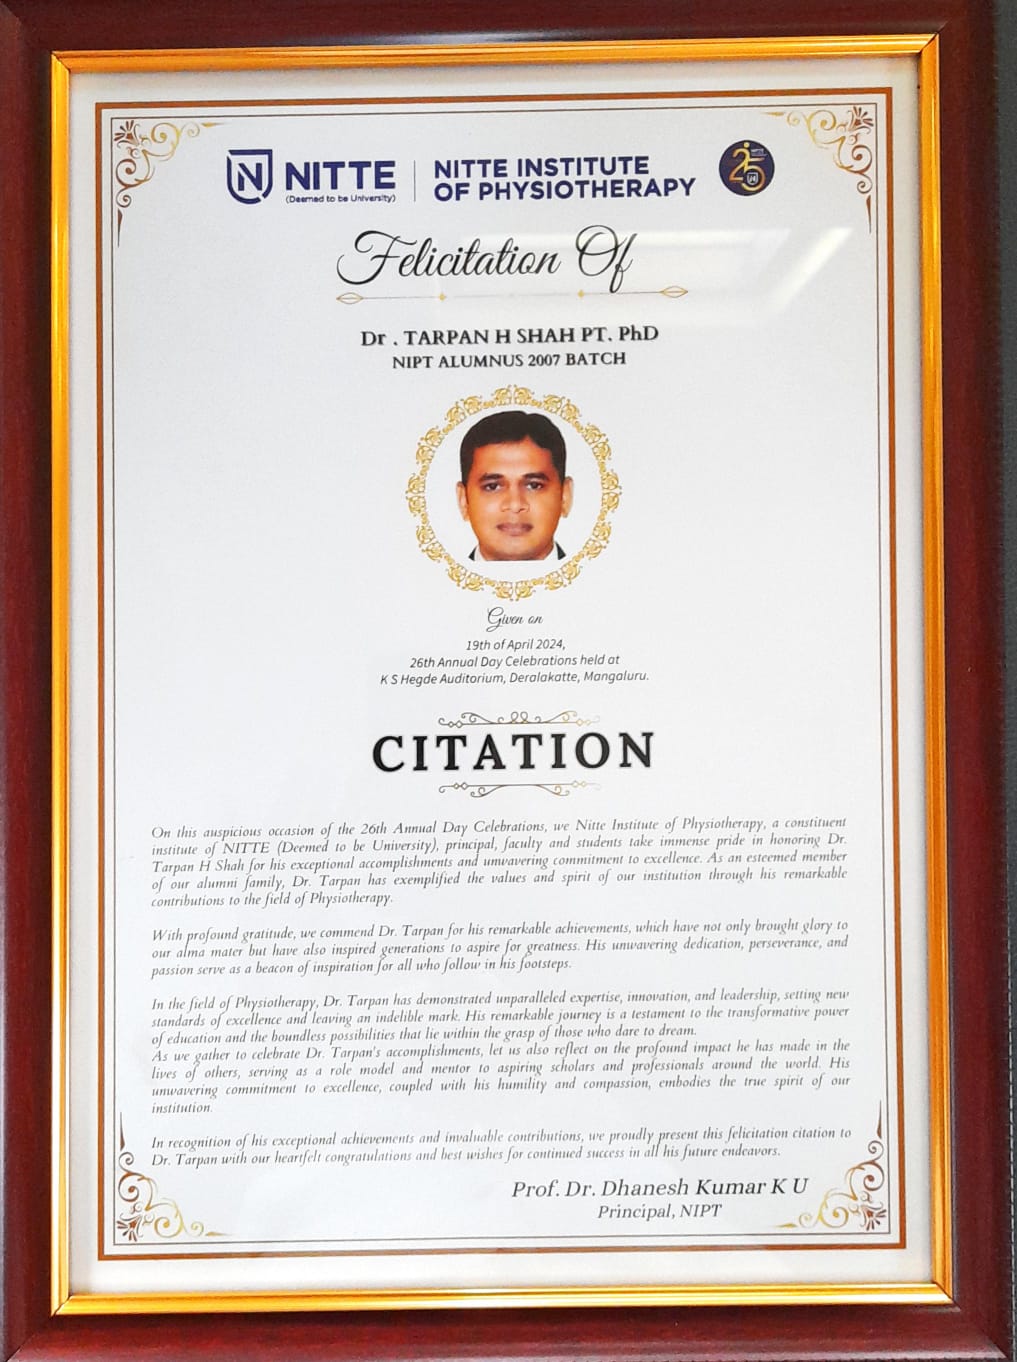 NITTE
(Deemed to be University)
NITTE INSTITUTE
OF PHYSIOTHERAPY
25
Felicitation Of
Dr . TARPAN H SHAH PT. PhD
NIPT ALUMNUS 2007 BATCH
Given on
19th of April 2024,
26th Annual Day Celebrations held at
K S Hegde Auditorium, Deralakatte, Mangaluru.
CITATION
On this auspicious occasion of the 26th Annual Day Celebrations, we Nitte Institute of Physiotherapy, a constituent
institute of NITTE (Deemed to be University), principal, faculty and students take immense pride in honoring Dr.
Tarpan H Shah for his exceptional accomplishments and unwavering commitment to excellence. As an esteemed member
of our alumni family, Dr. Tarpan has exemplified the values and spirit of our institution through his remarkable
contributions to the field of Physiotherapy.
With profound gratitude, we commend Dr. Tarpan for his remarkable achievements, which have not only brought glory to
our alma mater but have also inspired generations to aspire for greatness. His unwavering dedication, perseverance, and
passion serve as a beacon of inspiration for all who follow in his footsteps.
In the field of Physiotherapy, Dr. Tarpan has demonstrated unparalleled expertise, innovation, and leadership, setting new
standards of excellence and leaving an indelible mark. His remarkable journey is a testament to the transformative power
of education and the boundless possibilities that lie within the grasp of those who dare to dream.
As we gather to celebrate Dr. Tarpan's accomplishments, let us also reflect on the profound impact he has made in the
lives of others, serving as a role model and mentor to aspiring scholars and professionals around the world. His
unwavering commitment to excellence, coupled with his humility and compassion, embodies the true spirit of our
institution.
In recognition of his exceptional achievements and invaluable contributions, we proudly present this felicitation citation to
Dr. Tarpan with our heartfelt congratulations and best wishes for continued success in all his future endeavors.
Prof. Dr. Dhanesh Kumar K U
Principal, NIPT